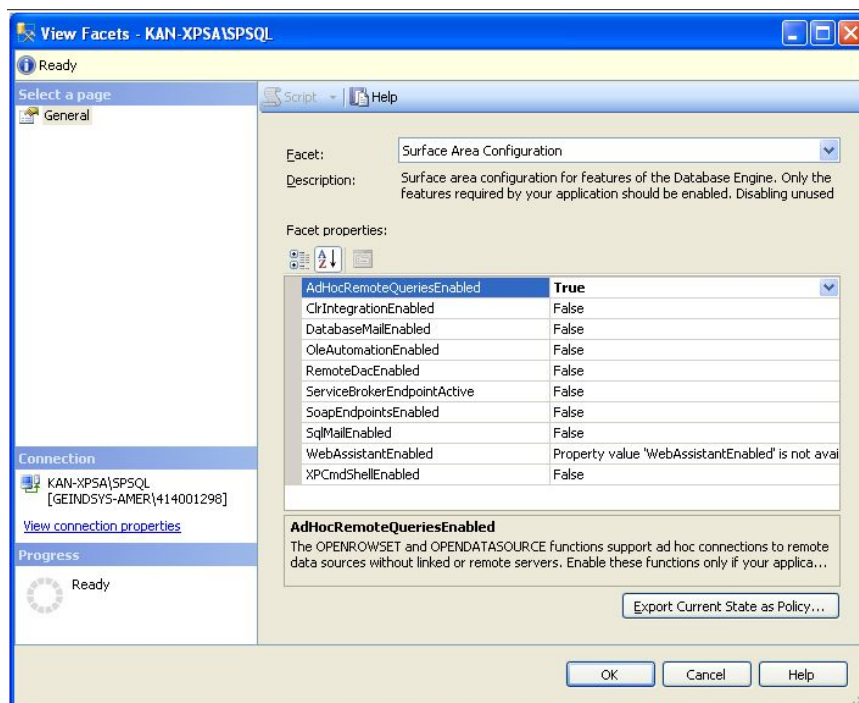 View Facets - KAN-XPSA\SPSQL
Ready
Select a page
General
Script
Help
Facet:
Surface Area Configuration
Description:
Surface area configuration for features of the Database Engine. Only the
features required by your application should be enabled. Disabling unused
Facet properties:
AdHocRemoteQueriesEnabled True
ClrIntegrationEnabled False
DatabaseMailEnabled False
OleAutomationEnabled False
RemoteDacEnabled False
ServiceBrokerEndpointActive False
SoapEndpointsEnabled False
SqlMailEnabled False
WebAssistantEnabled Property value 'WebAssistantEnabled' is not avai
XPCmdShellEnabled False
AdHocRemoteQueriesEnabled
The OPENROWSET and OPENDATASOURCE functions support ad hoc connections to remote
data sources without linked or remote servers. Enable these functions only if your applica...
Export Current State as Policy...
Connection
KAN-XPSA\SPSQL
[GEINDSYS-AMER\414001298]
View connection properties
Progress
Ready
OK Cancel Help